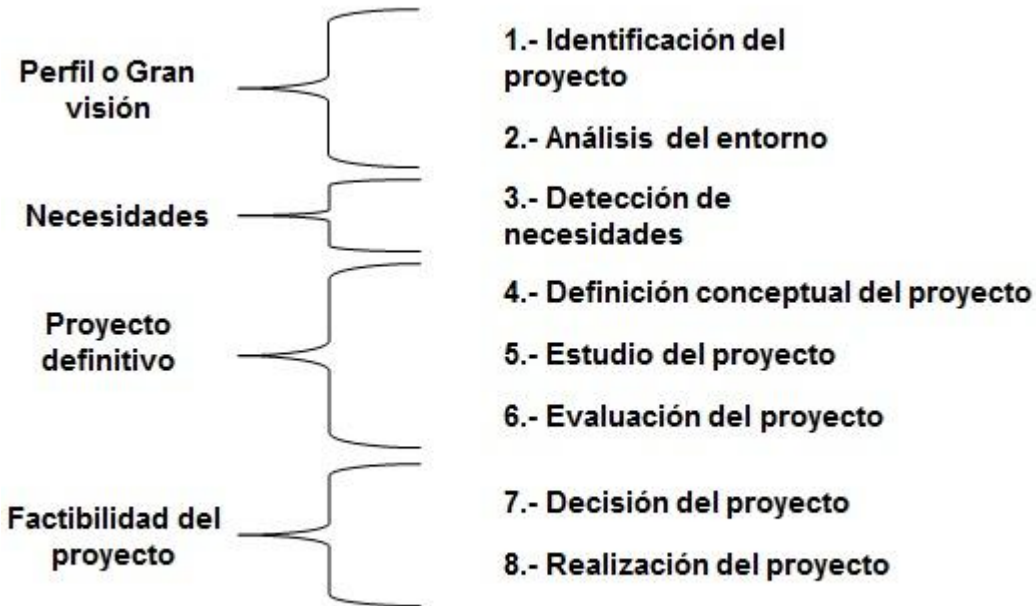 Perfil o Gran
visión
1.- Identificación del
proyecto
2.- Análisis del entorno
Necesidades
3.- Detección de
necesidades
Proyecto
definitivo
4.- Definición conceptual del proyecto
5.- Estudio del proyecto
6.- Evaluación del proyecto
Factibilidad del
proyecto
7.- Decisión del proyecto
8.- Realización del proyecto